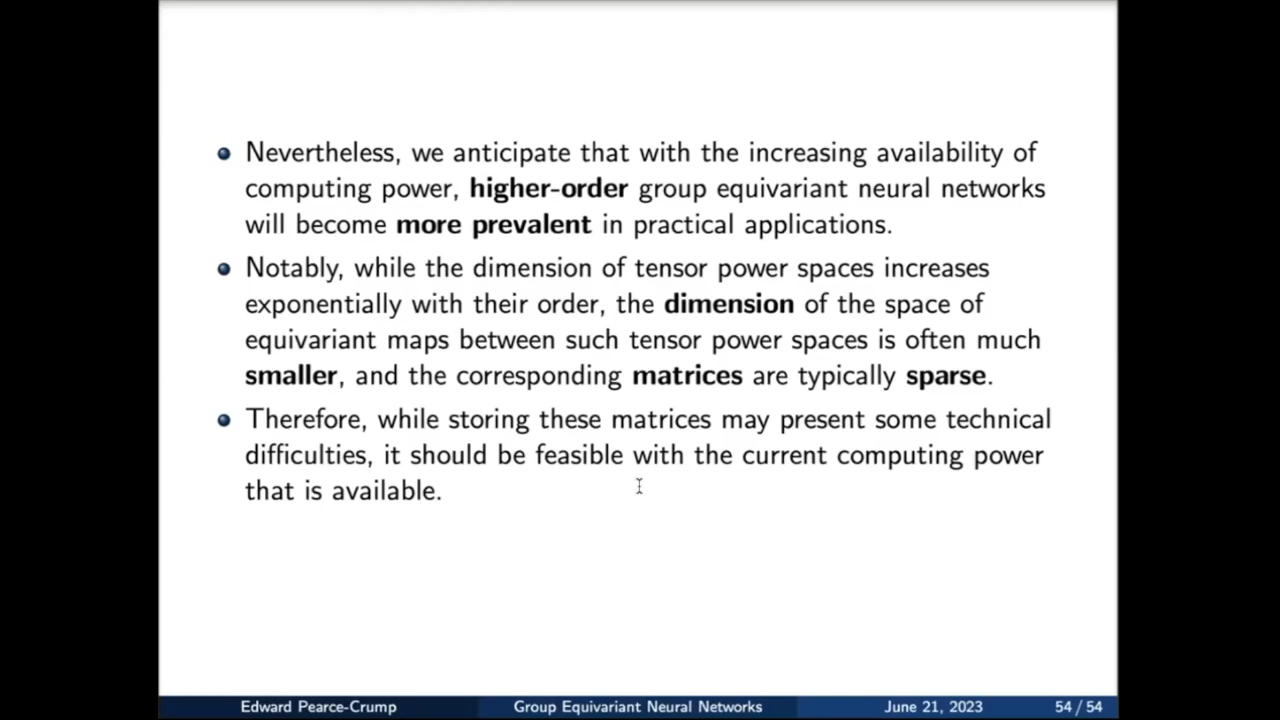 Nevertheless, we anticipate that with the increasing availability of
computing power, higher-order group equivariant neural networks
will become more prevalent in practical applications.
Notably, while the dimension of tensor power spaces increases
exponentially with their order, the dimension of the space of
equivariant maps between such tensor power spaces is often much
smaller, and the corresponding matrices are typically sparse.
Therefore, while storing these matrices may present some technical
difficulties, it should be feasible with the current computing power
that is available.
Edward Pearce-Crump Group Equivariant Neural Networks June 21, 2023 54 / 54